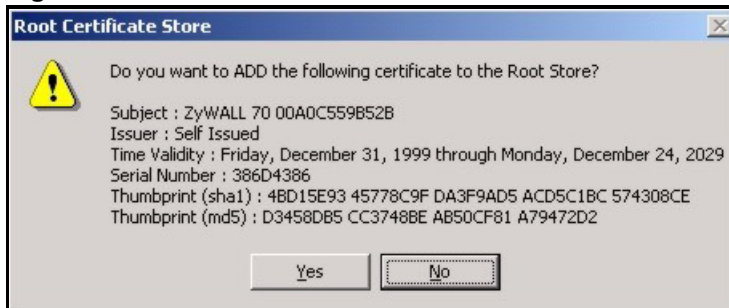 Root Certificate Store
Do you want to ADD the following certificate to the Root Store?
Subject : ZyWALL 70 00A0C559B52B
Issuer : Self Issued
Time Validity : Friday, December 31, 1999 through Monday, December 24, 2029
Serial Number : 386D4386
Thumbprint (sha1) : 4BD15E93 45778C9F DA3F9AD5 ACD5C1BC 574308CE
Thumbprint (md5) : D3458DB5 CC3748BE AB50CF81 A79472D2
Yes No